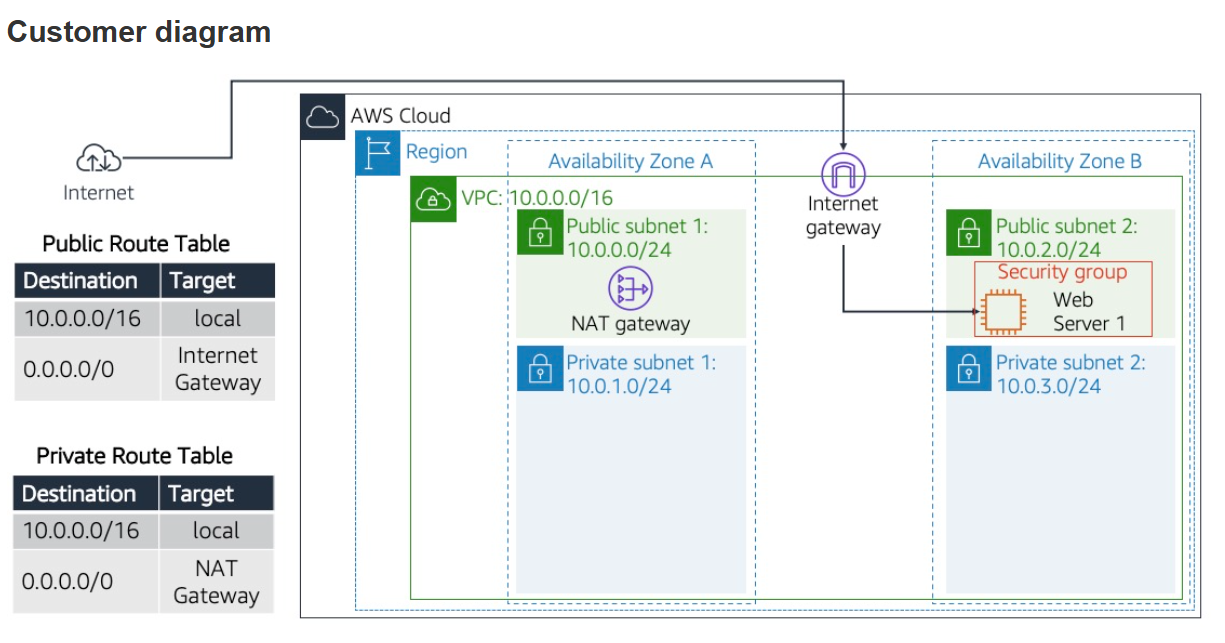 Customer diagram
AWS Cloud
Region
Availability Zone A
Availability Zone B
Internet
VPC: 10.0.0.0/16
Internet
gateway
Public subnet 1:
10.0.0.0/24
NAT gateway
Public subnet 2:
10.0.2.0/24
Security group
Web
Server 1
Private subnet 1:
10.0.1.0/24
Private subnet 2:
10.0.3.0/24
Public Route Table
Destination Target
10.0.0.0/16 local
0.0.0.0/0 Internet
Gateway
Private Route Table
Destination Target
10.0.0.0/16 local
0.0.0.0/0 NAT
Gateway